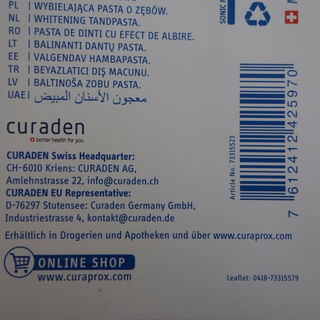 PL | WYBIELAJĄCA PASTA O ZĘBÓW.
NL | WHITENING TANDPASTA.
RO | PASTA DE DINTI CU EFECT DE ALBIRE.
LT | BALINANTI DANTŲ PASTA.
EE | VALGENDAV HAMBAPASTA.
TR | BEYAZLATICI DIŞ MACUNU.
LV | BALTINOŠA ZOBU PASTA.
UAE | معجون الأسنان المبيض
curaden
better health for you
CURADEN Swiss Headquarter:
CH-6010 Kriens: CURADEN AG,
Amlehnstrasse 22, info@curaden.ch
CURADEN EU Representative:
D-76297 Stutensee: Curaden Germany GmbH,
Industriestrasse 4, kontakt@curaden.de
Erhältlich in Drogerien und Apotheken und über www.curaprox.com
ONLINE SHOP
www.curaprox.com
Leaflet: 0418-73315579
Article No. 73315523
7 612412 425970
SONIC